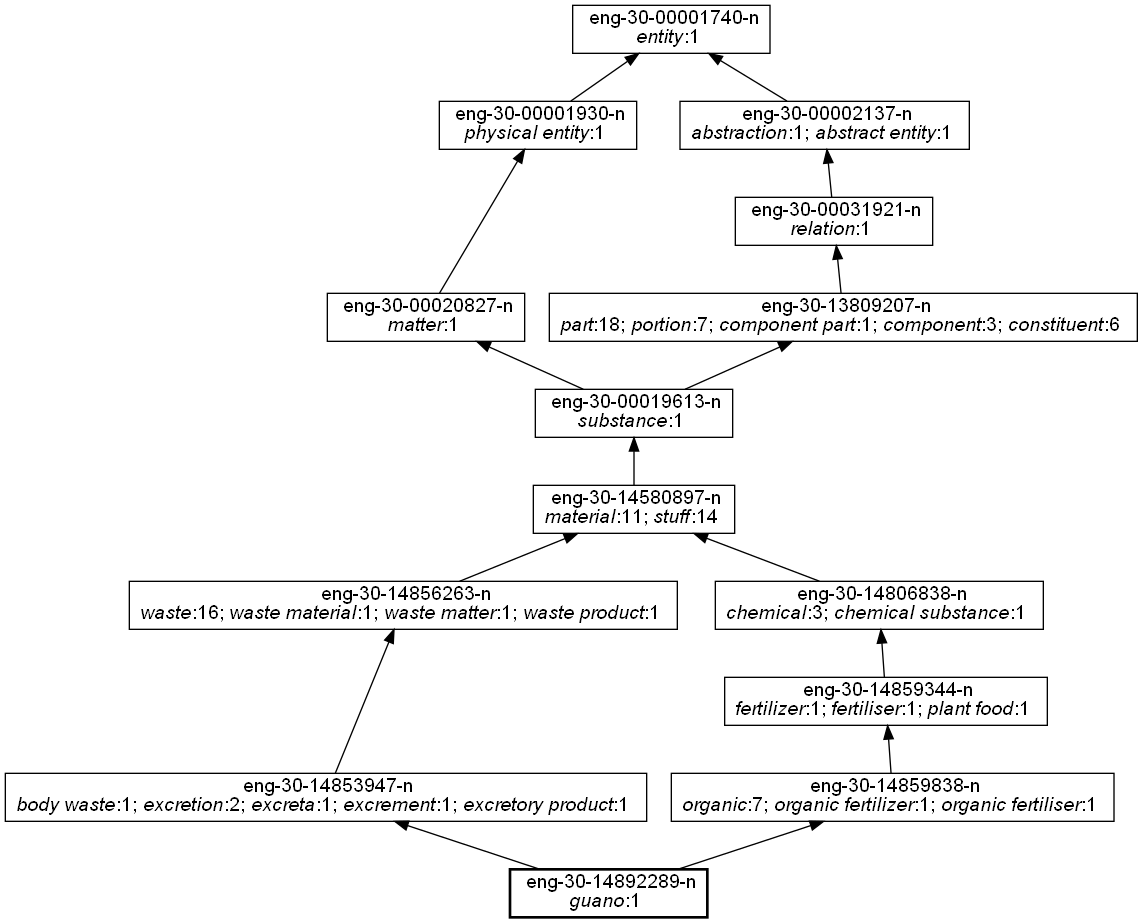 eng-30-00001740-n
entity:1
eng-30-00001930-n
physical entity:1
eng-30-00002137-n
abstraction:1; abstract entity:1
eng-30-00031921-n
relation:1
eng-30-00020827-n
matter:1
eng-30-13809207-n
part:18; portion:7; component part:1; component:3; constituent:6
eng-30-00019613-n
substance:1
eng-30-14580897-n
material:11; stuff:14
eng-30-14856263-n
waste:16; waste material:1; waste matter:1; waste product:1
eng-30-14806838-n
chemical:3; chemical substance:1
eng-30-14859344-n
fertilizer:1; fertiliser:1; plant food:1
eng-30-14853947-n
body waste:1; excretion:2; excreta:1; excrement:1; excretory product:1
eng-30-14859838-n
organic:7; organic fertilizer:1; organic fertiliser:1
eng-30-14892289-n
guano:1